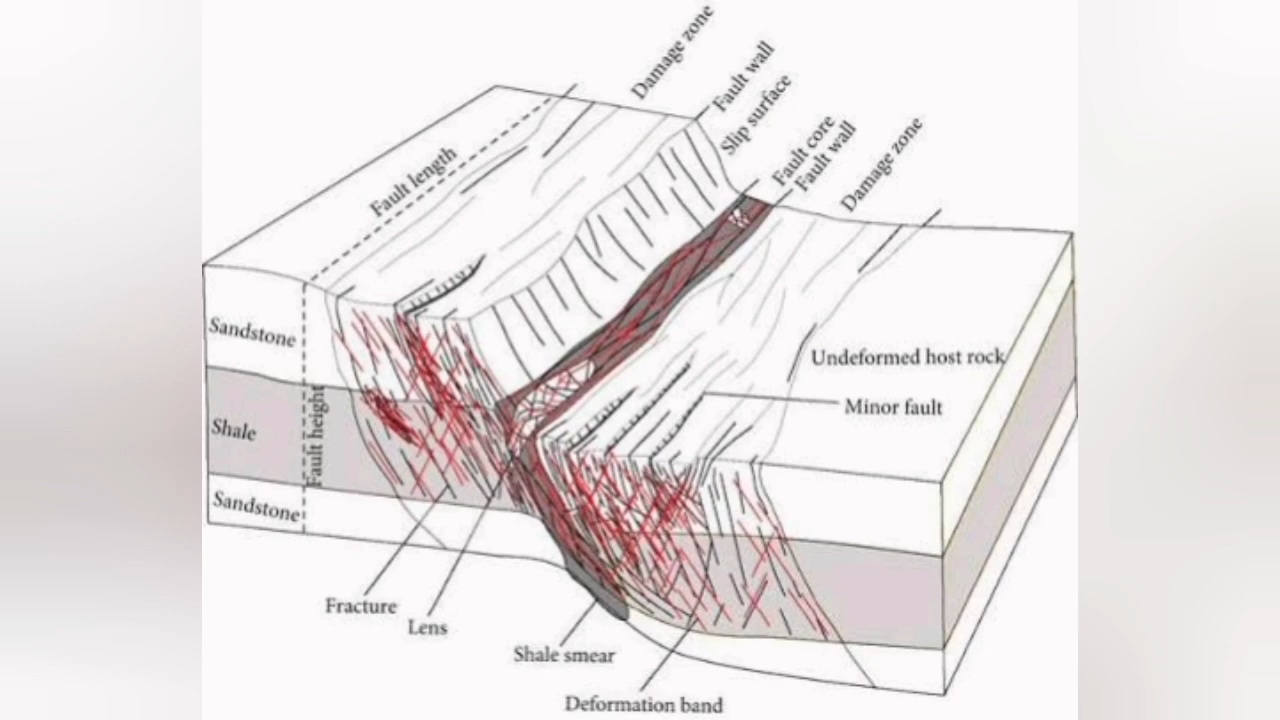 Damage zone
Fault wall
Slip surface
Fault core
Fault wall
Damage zone
Fault length
Sandstone
Shale
Fault height
Sandstone
Undeformed host rock
Minor fault
Fracture
Lens
Shale smear
Deformation band